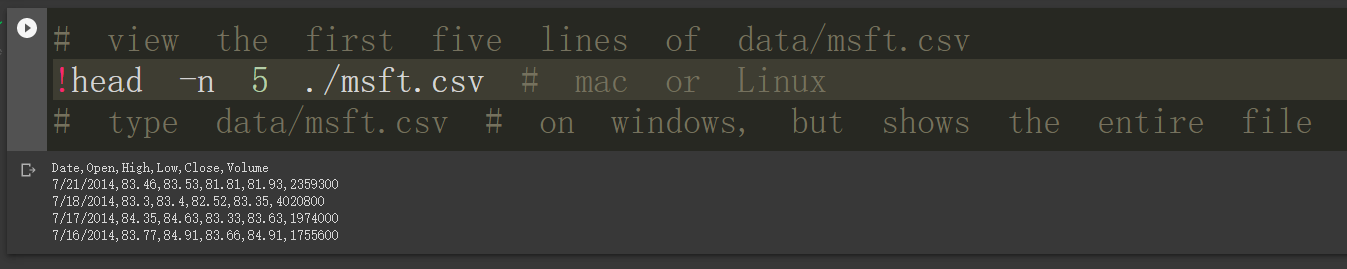 # view the first five lines of data/msft.csv
!head -n 5 ./msft.csv # mac or Linux
# type data/msft.csv # on windows, but shows the entire file
Date,Open,High,Low,Close,Volume
7/21/2014,83.46,83.53,81.81,81.93,2359300
7/18/2014,83.3,83.4,82.52,83.35,4020800
7/17/2014,84.35,84.63,83.33,83.63,1974000
7/16/2014,83.77,84.91,83.66,84.91,1755600